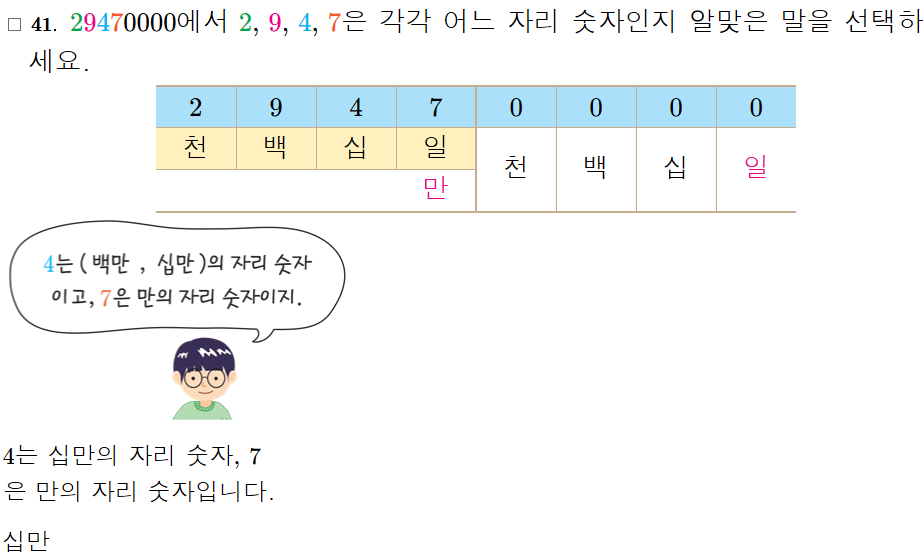 □ 41. 29470000에서 2, 9, 4, 7은 각각 어느 자리 숫자인지 알맞은 말을 선택하
세요.
2 9 4 7 0 0 0 0
천 백 십 일 천 백 십 일
만
4는 ( 백만 , 십만 )의 자리 숫자
이고, 7은 만의 자리 숫자이지.
4는 십만의 자리 숫자, 7
은 만의 자리 숫자입니다.
십만